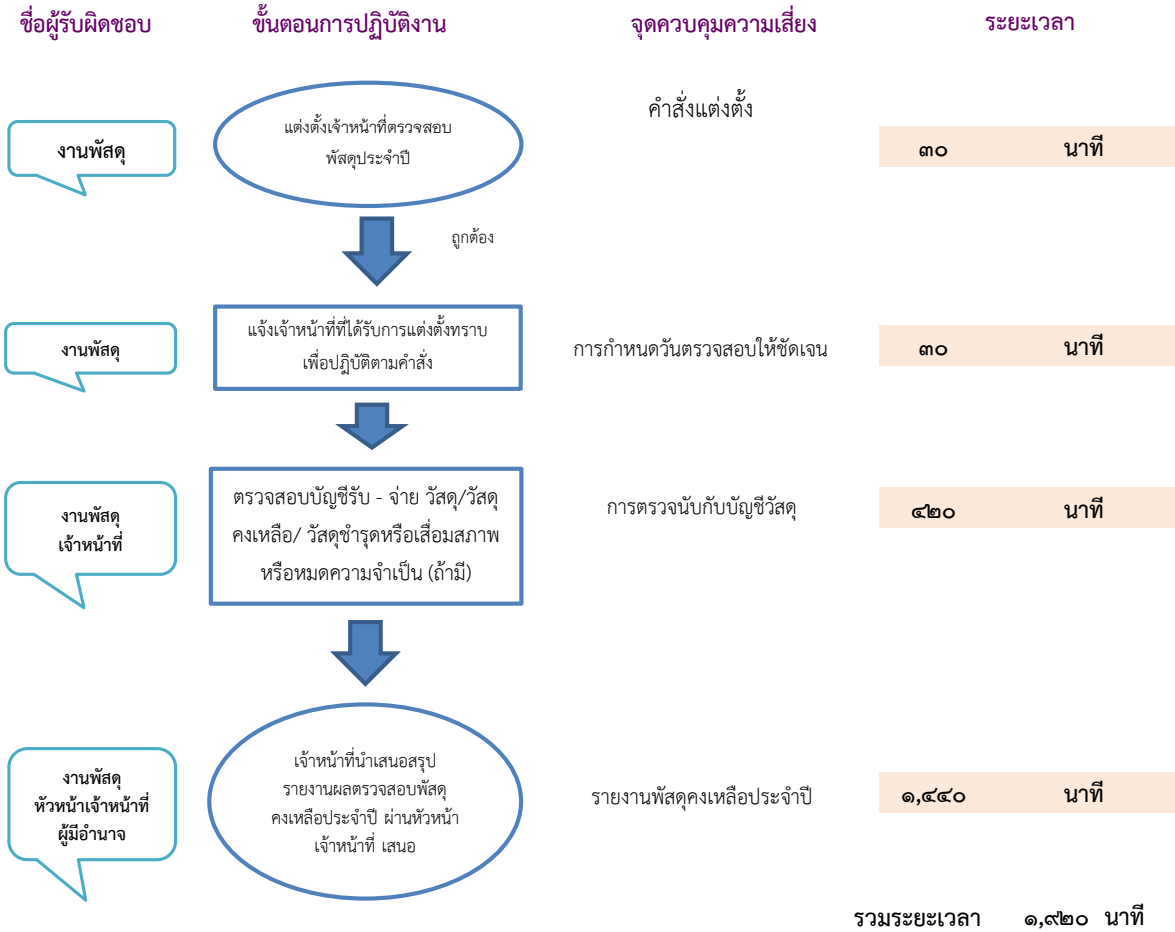 ชื่อผู้รับผิดชอบ ขั้นตอนการปฏิบัติงาน จุดควบคุมความเสี่ยง ระยะเวลา
งานพัสดุ
แต่งตั้งเจ้าหน้าที่ตรวจสอบ
พัสดุประจำปี
คำสั่งแต่งตั้ง
๓๐ นาที
ถูกต้อง
งานพัสดุ
แจ้งเจ้าหน้าที่ที่ได้รับการแต่งตั้งทราบ
เพื่อปฎิบัติตามคำสั่ง
การกำหนดวันตรวจสอบให้ชัดเจน
๓๐ นาที
งานพัสดุ
เจ้าหน้าที่
ตรวจสอบบัญชีรับ - จ่าย วัสดุ/วัสดุ
คงเหลือ/ วัสดุชำรุดหรือเสื่อมสภาพ
หรือหมดความจำเป็น (ถ้ามี)
การตรวจนับกับบัญชีวัสดุ
๔๒๐ นาที
งานพัสดุ
หัวหน้าเจ้าหน้าที่
ผู้มีอำนาจ
เจ้าหน้าที่นำเสนอสรุป
รายงานผลตรวจสอบพัสดุ
คงเหลือประจำปี ผ่านหัวหน้า
เจ้าหน้าที่ เสนอ
รายงานพัสดุคงเหลือประจำปี
๑,๔๔๐ นาที
รวมระยะเวลา ๑,๙๒๐ นาที